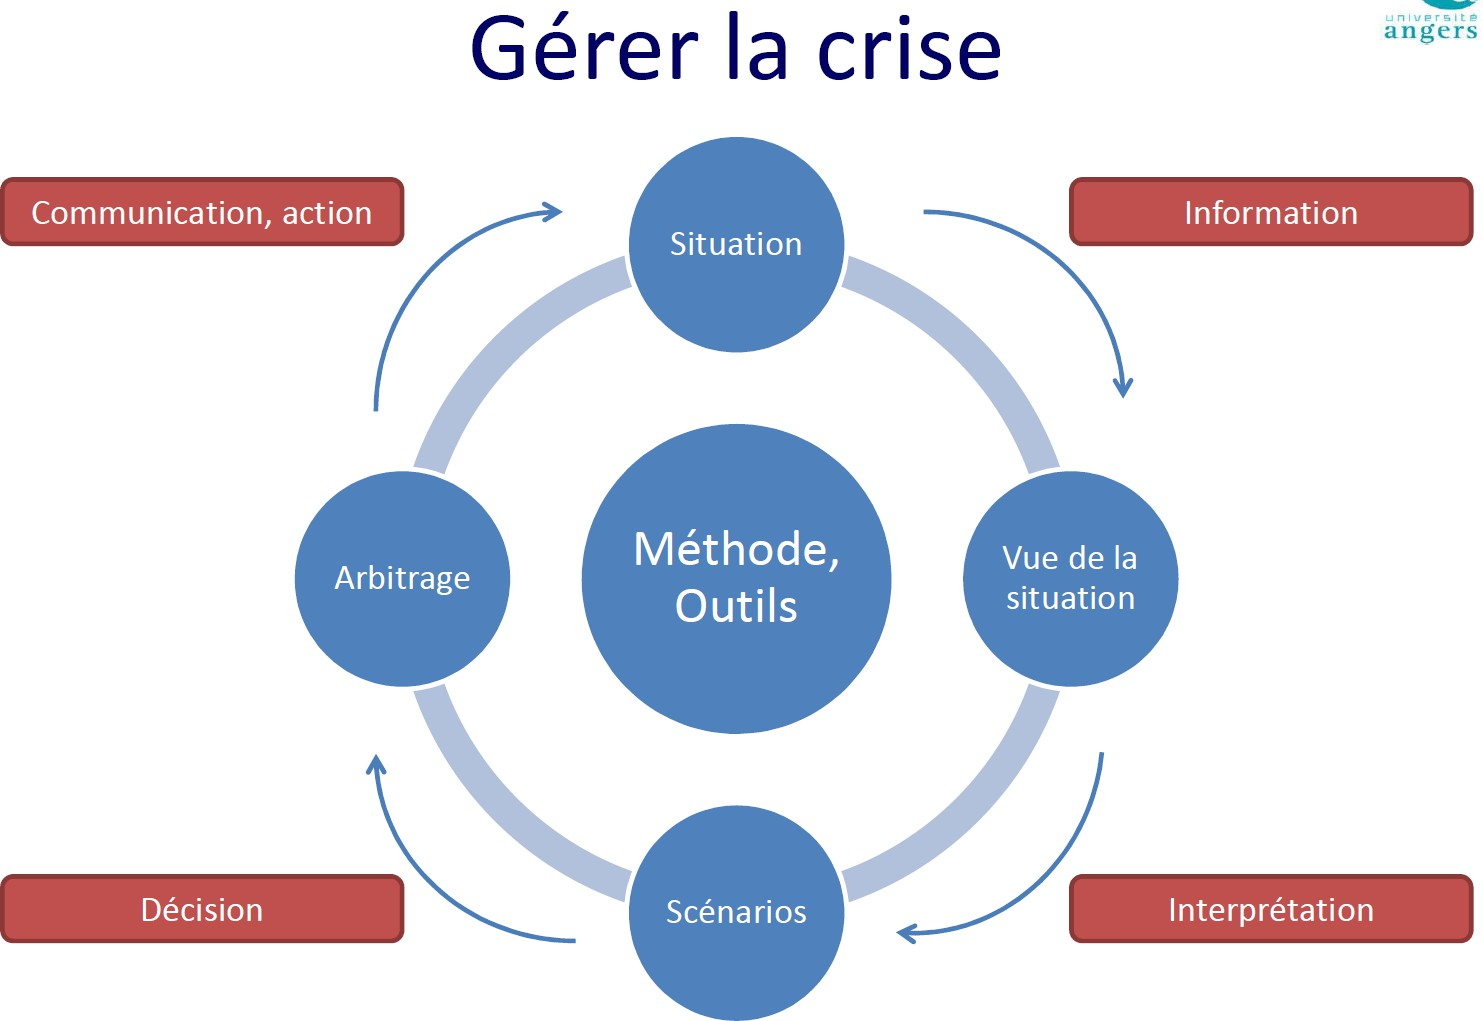 Gérer la crise
université
angers
Communication, action
Information
Situation
Méthode,
Outils
Arbitrage
Vue de la
situation
Scénarios
Décision
Interprétation